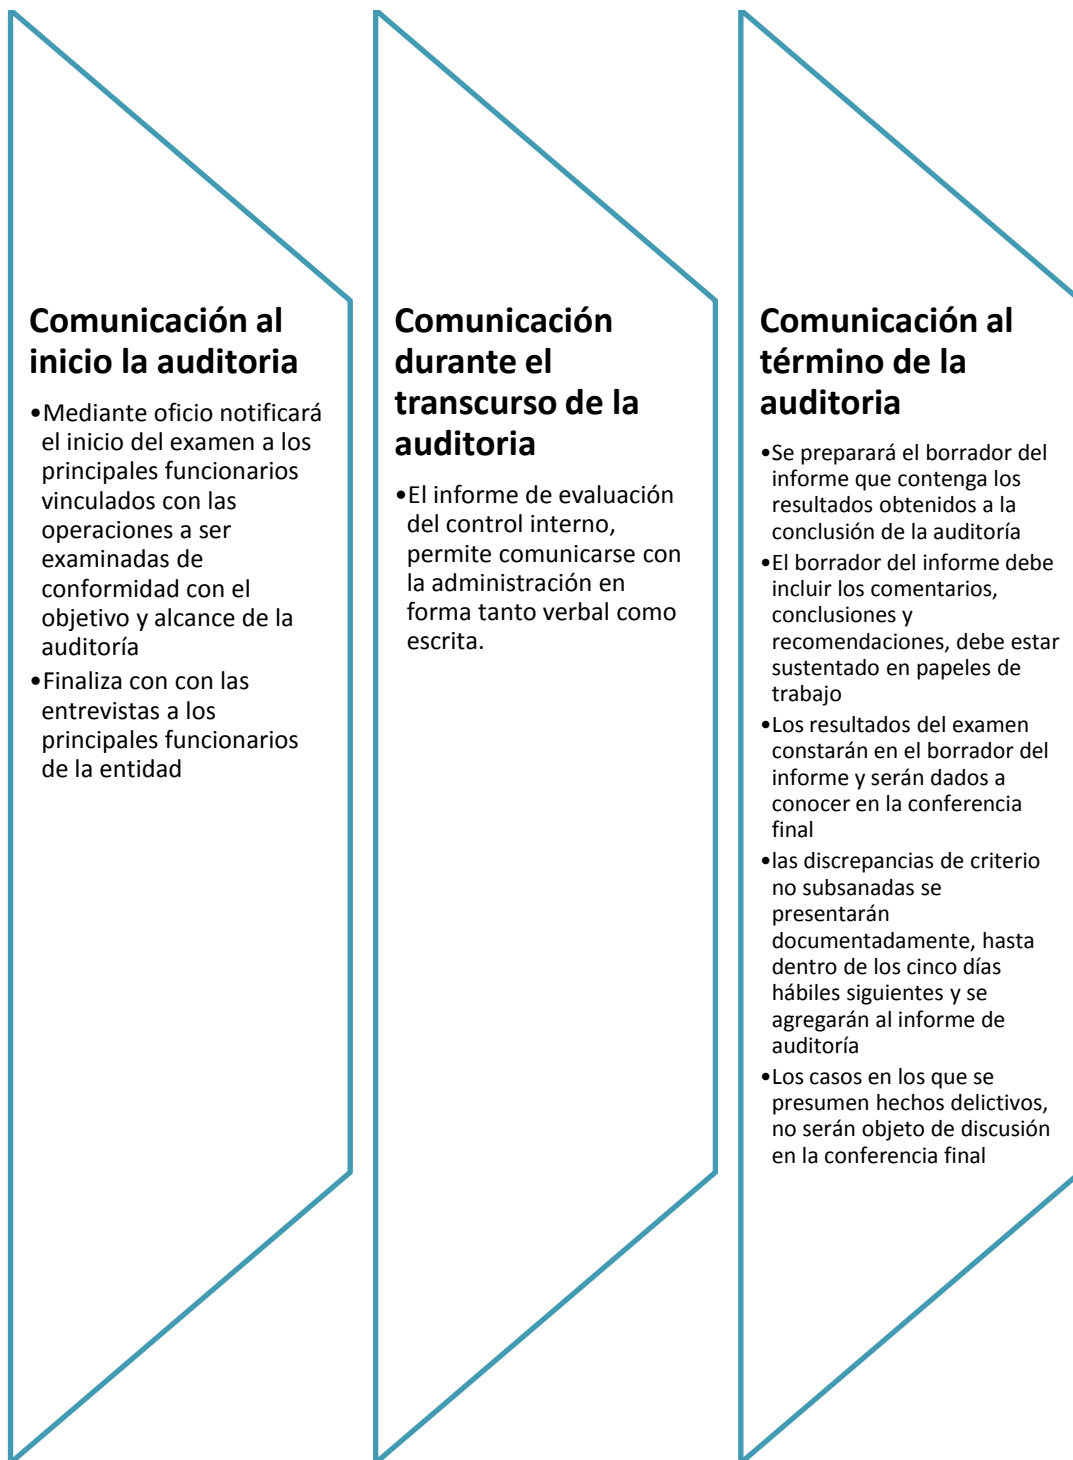 Comunicación al
inicio la auditoria
•Mediante oficio notificará
el inicio del examen a los
principales funcionarios
vinculados con las
operaciones a ser
examinadas de
conformidad con el
objetivo y alcance de la
auditoría
•Finaliza con con las
entrevistas a los
principales funcionarios
de la entidad
Comunicación
durante el
transcurso de la
auditoria
•El informe de evaluación
del control interno,
permite comunicarse con
la administración en
forma tanto verbal como
escrita.
Comunicación al
término de la
auditoria
•Se preparará el borrador del
informe que contenga los
resultados obtenidos a la
conclusión de la auditoría
•El borrador del informe debe
incluir los comentarios,
conclusiones y
recomendaciones, debe estar
sustentado en papeles de
trabajo
•Los resultados del examen
constarán en el borrador del
informe y serán dados a
conocer en la conferencia
final
•las discrepancias de criterio
no subsanadas se
presentarán
documentadamente, hasta
dentro de los cinco días
hábiles siguientes y se
agregarán al informe de
auditoría
•Los casos en los que se
presumen hechos delictivos,
no serán objeto de discusión
en la conferencia final